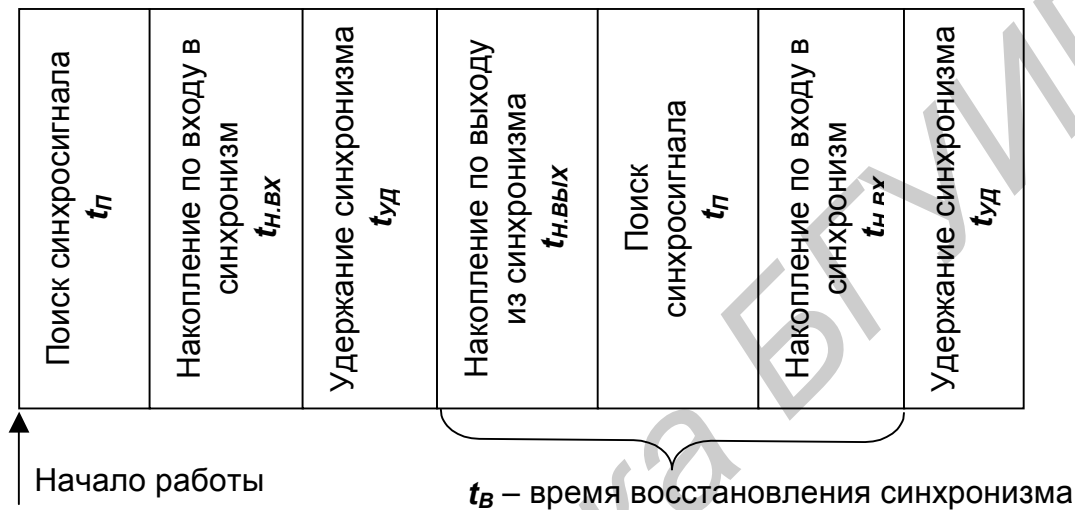 Поиск синхросигнала
tП
Накопление по входу в
синхронизм
tН.ВХ
Удержание синхронизма
tУД
Накопление по выходу
из синхронизма
tН.ВЫХ
Поиск
синхросигнала
tП
Накопление по входу в
синхронизм
tН.ВХ
Удержание синхронизма
tУД
Начало работы
tВ – время восстановления синхронизма